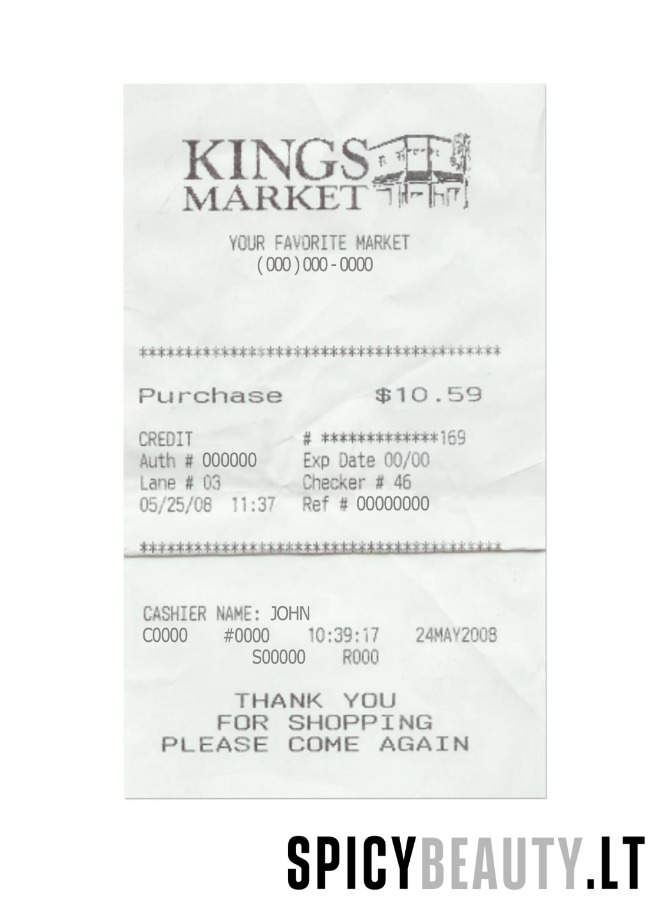 KINGS
MARKET
YOUR FAVORITE MARKET
(000)000-0000
***************************************
Purchase $10.59
CREDIT # *************169
Auth # 000000 Exp Date 00/00
Lane # 03 Checker # 46
05/25/08 11:37 Ref # 00000000
***************************************
CASHIER NAME: JOHN
C0000 #0000 10:39:17 24MAY2008
S00000 R000
THANK YOU
FOR SHOPPING
PLEASE COME AGAIN
SPICYBEAUTY.LT